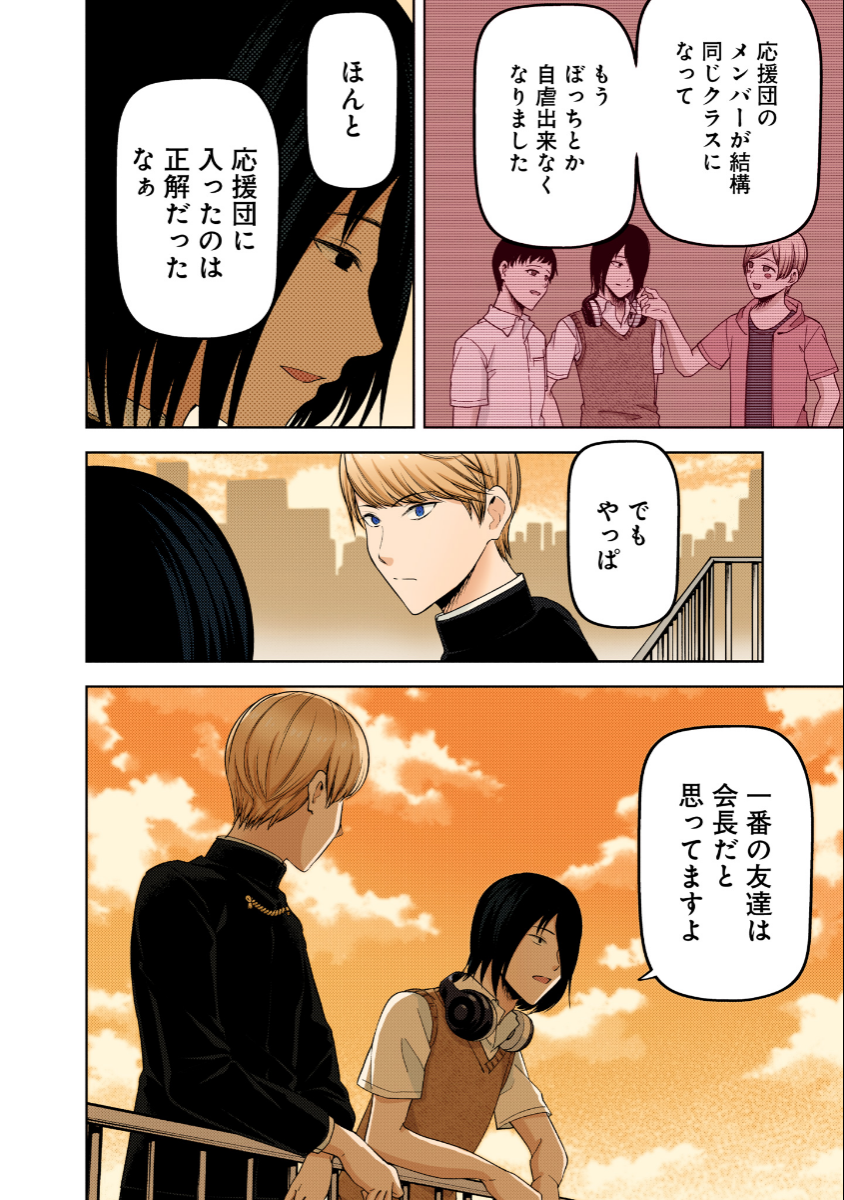 応援団の
メンバーが結構
同じクラスに
なって
もう
ぼっちとか
自虐出来なく
なりました
ほんと
応援団に
入ったのは
正解だった
なぁ
でも
やっぱ
一番の友達は
会長だと
思ってますよ